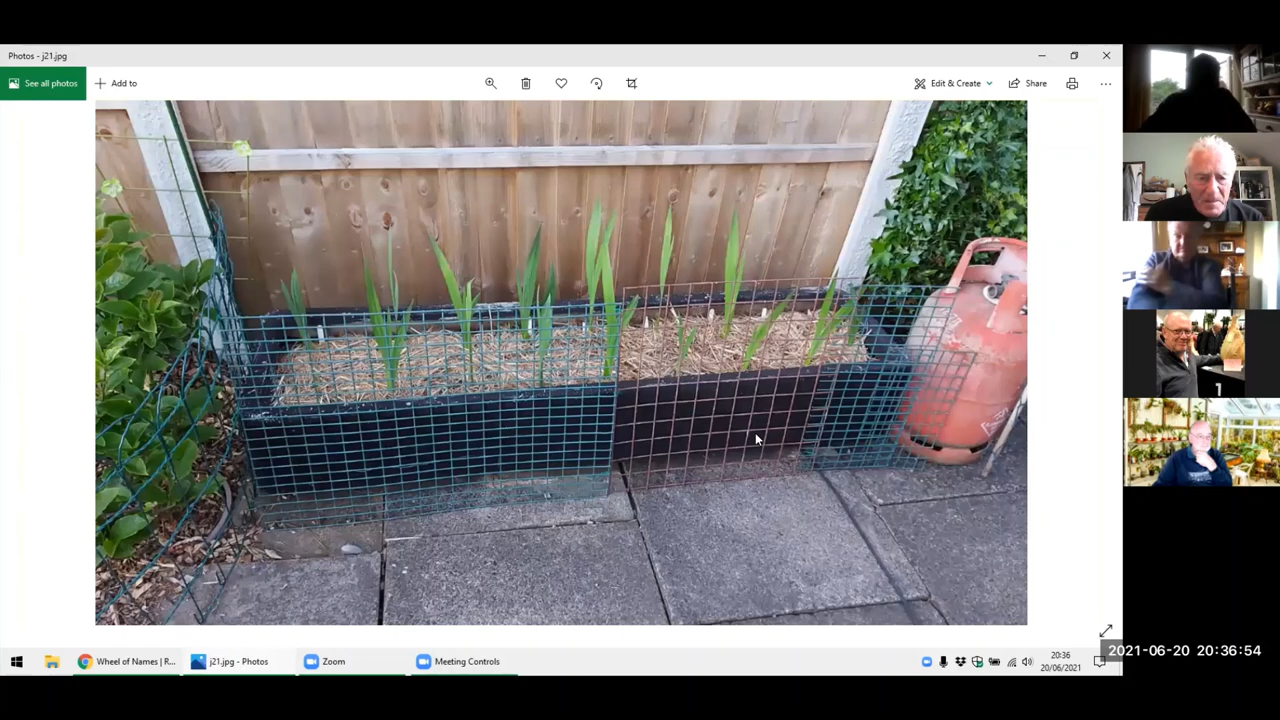 Photos - j21.jpg
See all photos
Add to
Edit & Create
Share
1
Wheel of Names | R...
j21.jpg - Photos
Zoom
Meeting Controls
20:36
20/06/2021
2021-06-20 20:36:54